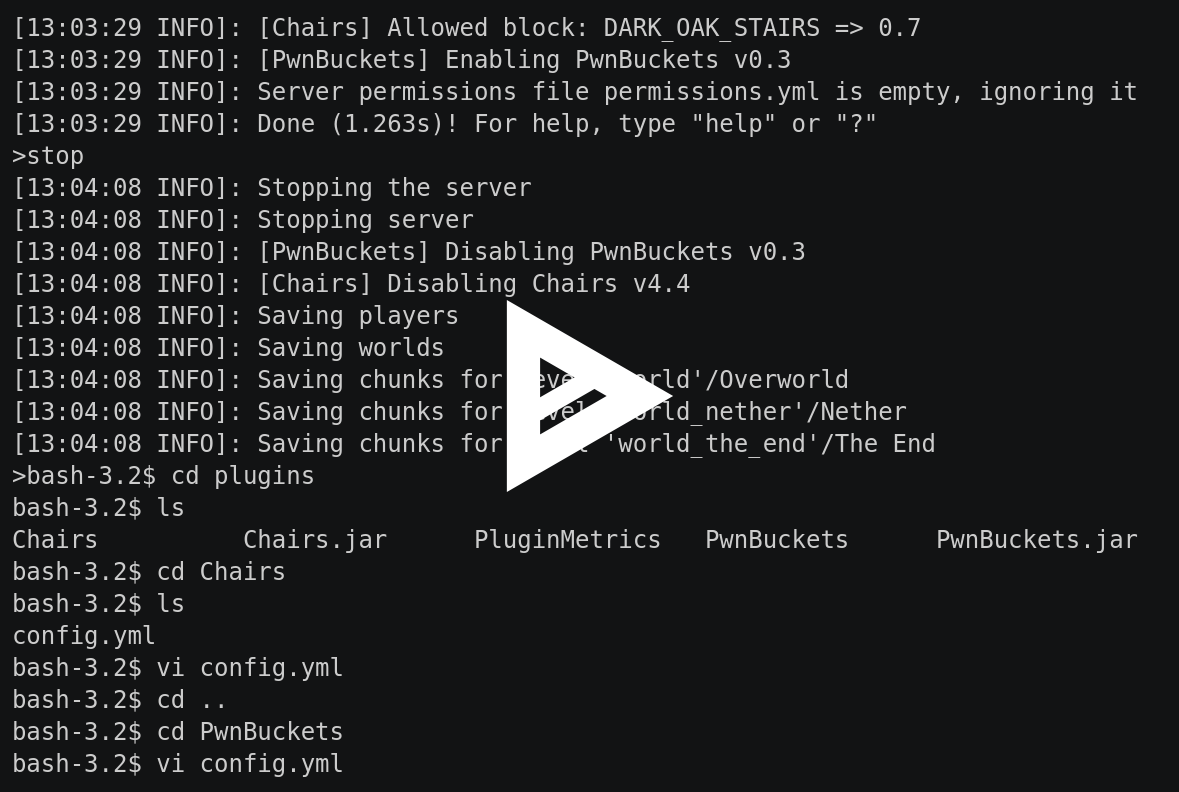 [13:03:29 INFO]: [Chairs] Allowed block: DARK_OAK_STAIRS => 0.7
[13:03:29 INFO]: [PwnBuckets] Enabling PwnBuckets v0.3
[13:03:29 INFO]: Server permissions file permissions.yml is empty, ignoring it
[13:03:29 INFO]: Done (1.263s)! For help, type "help" or "?"
>stop
[13:04:08 INFO]: Stopping the server
[13:04:08 INFO]: Stopping server
[13:04:08 INFO]: [PwnBuckets] Disabling PwnBuckets v0.3
[13:04:08 INFO]: [Chairs] Disabling Chairs v4.4
[13:04:08 INFO]: Saving players
[13:04:08 INFO]: Saving worlds
[13:04:08 INFO]: Saving chunks for level 'world'/Overworld
[13:04:08 INFO]: Saving chunks for level 'world_nether'/Nether
[13:04:08 INFO]: Saving chunks for level 'world_the_end'/The End
>bash-3.2$ cd plugins
bash-3.2$ ls
Chairs          Chairs.jar      PluginMetrics   PwnBuckets      PwnBuckets.jar
bash-3.2$ cd Chairs
bash-3.2$ ls
config.yml
bash-3.2$ vi config.yml
bash-3.2$ cd ..
bash-3.2$ cd PwnBuckets
bash-3.2$ vi config.yml